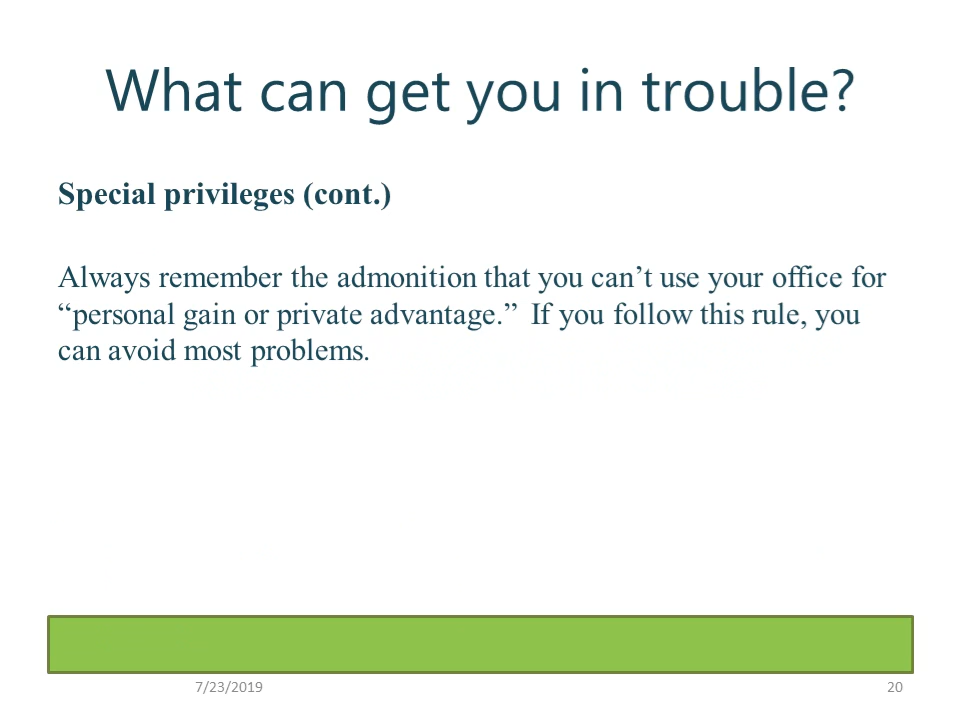 What can get you in trouble?
Special privileges (cont.)
Always remember the admonition that you can’t use your office for
“personal gain or private advantage.”  If you follow this rule, you
can avoid most problems.
7/23/2019
20